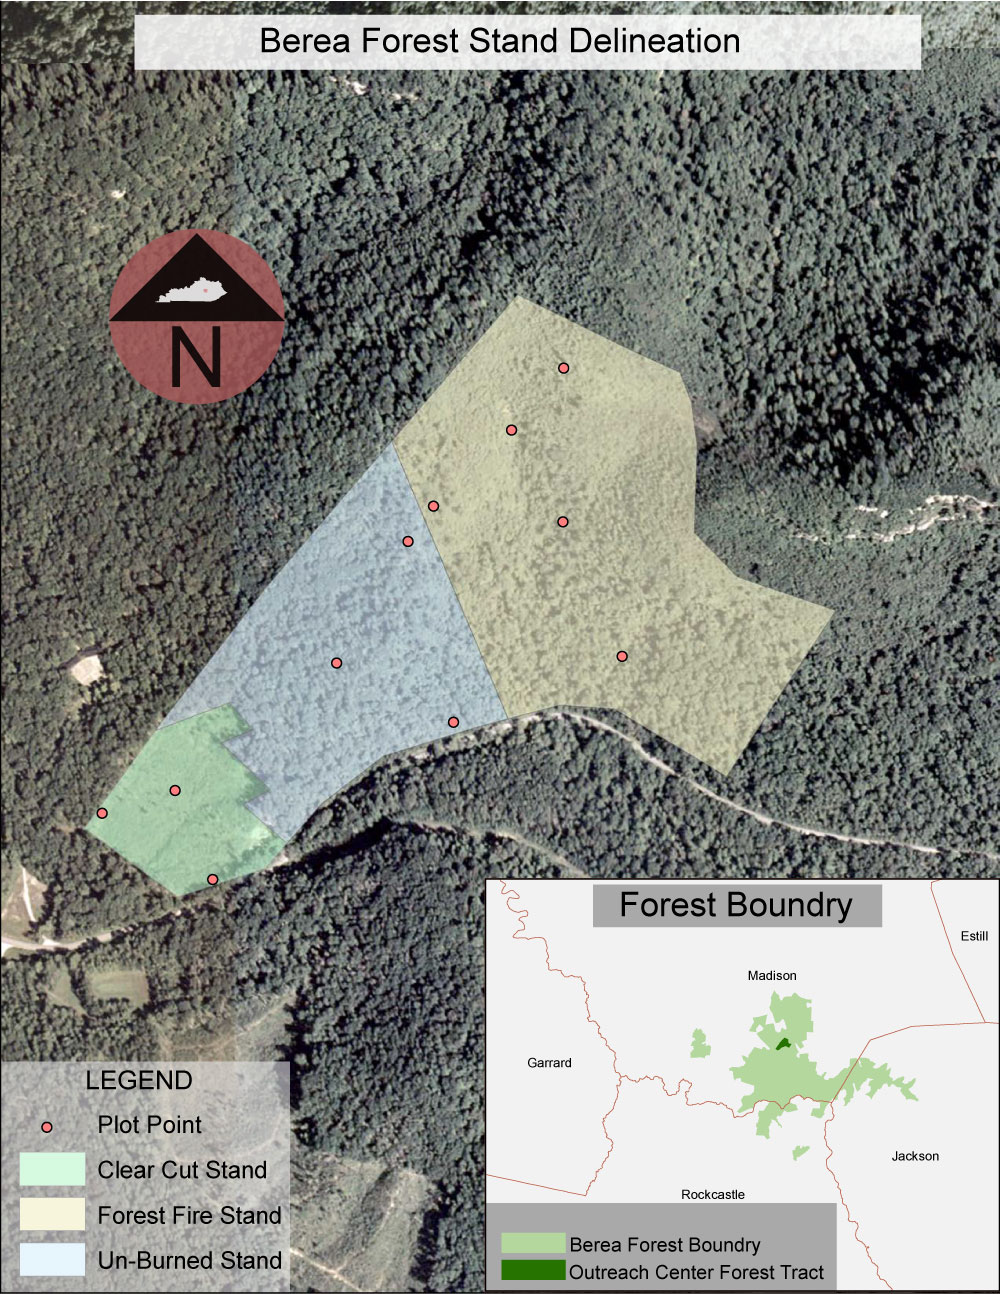 Berea Forest Stand Delineation
N
LEGEND
Plot Point
Clear Cut Stand
Forest Fire Stand
Un-Burned Stand
Forest Boundry
Estill
Madison
Garrard
Jackson
Rockcastle
Berea Forest Boundry
Outreach Center Forest Tract